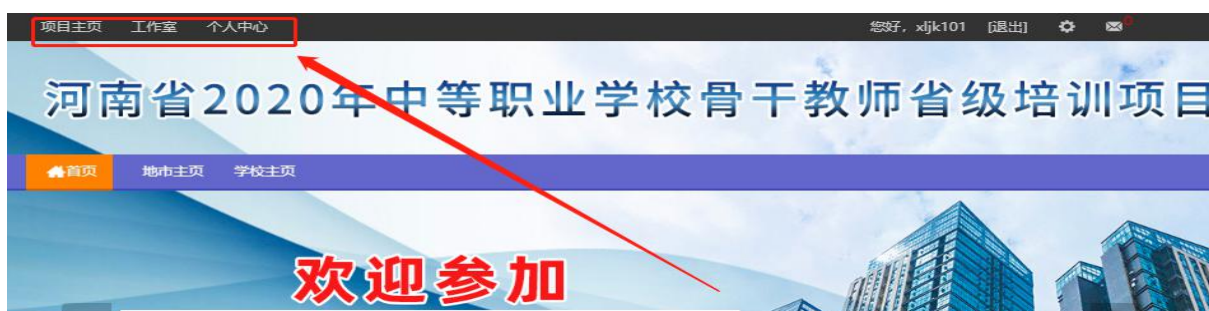 项目主页 工作室 个人中心 您好，xljk101 [退出] 0
河南省2020年中等职业学校骨干教师省级培训项目
首页 地市主页 学校主页
欢迎参加